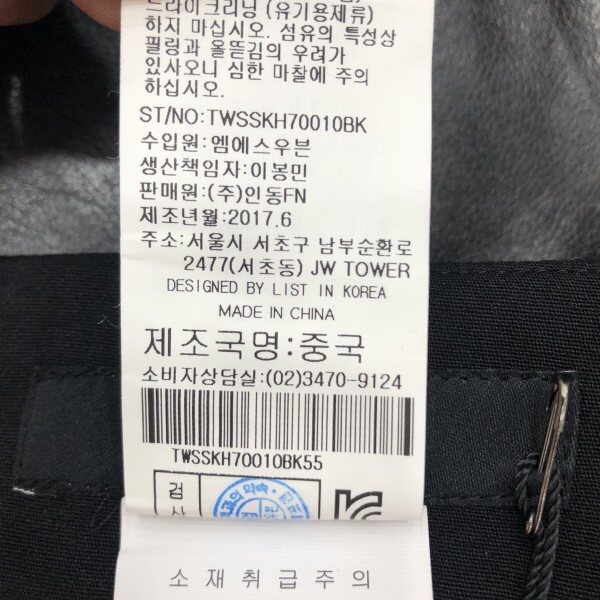 드라이크리닝 (유기용제류)
하지 마십시오. 섬유의 특성상
필링과 올뜯김의 우려가
있사오니 심한 마찰에 주의
하십시오.
ST/NO:TWSSKH70010BK
수입원:엠에스우븐
생산책임자:이봉민
판매원:(주)인동FN
제조년월:2017.6
주소:서울시 서초구 남부순환로
2477(서초동) JW TOWER
DESIGNED BY LIST IN KOREA
MADE IN CHINA
제조국명:중국
소비자상담실:(02)3470-9124
TWSSKH70010BK55
검
소재취급주의